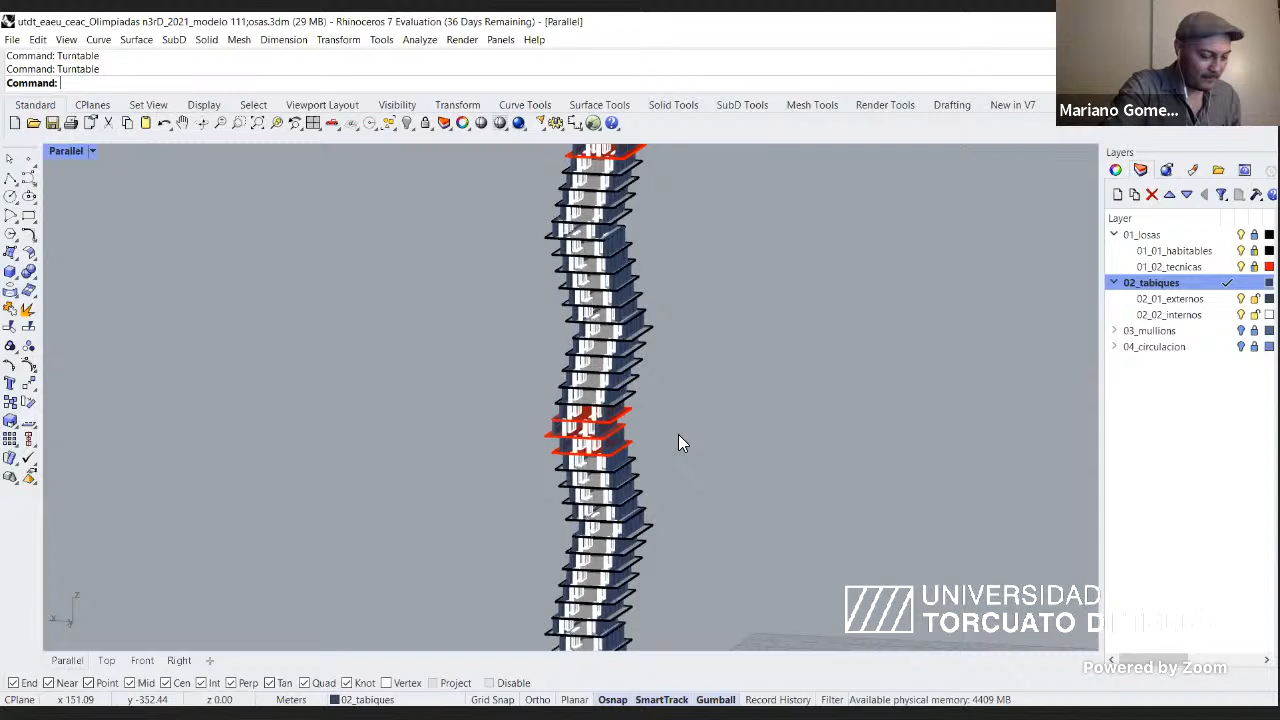 utdt_eaeu_ceac_Olimpiadas n3rD_2021_modelo 111;osas.3dm (29 MB) - Rhinoceros 7 Evaluation (36 Days Remaining) - [Parallel]
File Edit View Curve Surface SubD Solid Mesh Dimension Transform Tools Analyze Render Panels Help
Command: Turntable
Command: Turntable
Command:
Mariano Gome...
Standard CPlanes Set View Display Select Viewport Layout Visibility Transform Curve Tools Surface Tools Solid Tools SubD Tools Mesh Tools Render Tools Drafting New in V7
Parallel
Layers
Layer
01_losas
01_01_habitables
01_02_tecnicas
02_tabiques
02_01_externos
02_02_internos
03_mullions
04_circulacion
z
x
UNIVERSIDAD
TORCUATO D
Powered by Zoom
Parallel Top Front Right
End Near Point Mid Cen Int Perp Tan Quad Knot Vertex Project Disable
CPlane x 151.09 y -352.44 z 0.00 Meters 02_tabiques Grid Snap Ortho Planar Osnap SmartTrack Gumball Record History Filter Available physical memory: 4409 MB